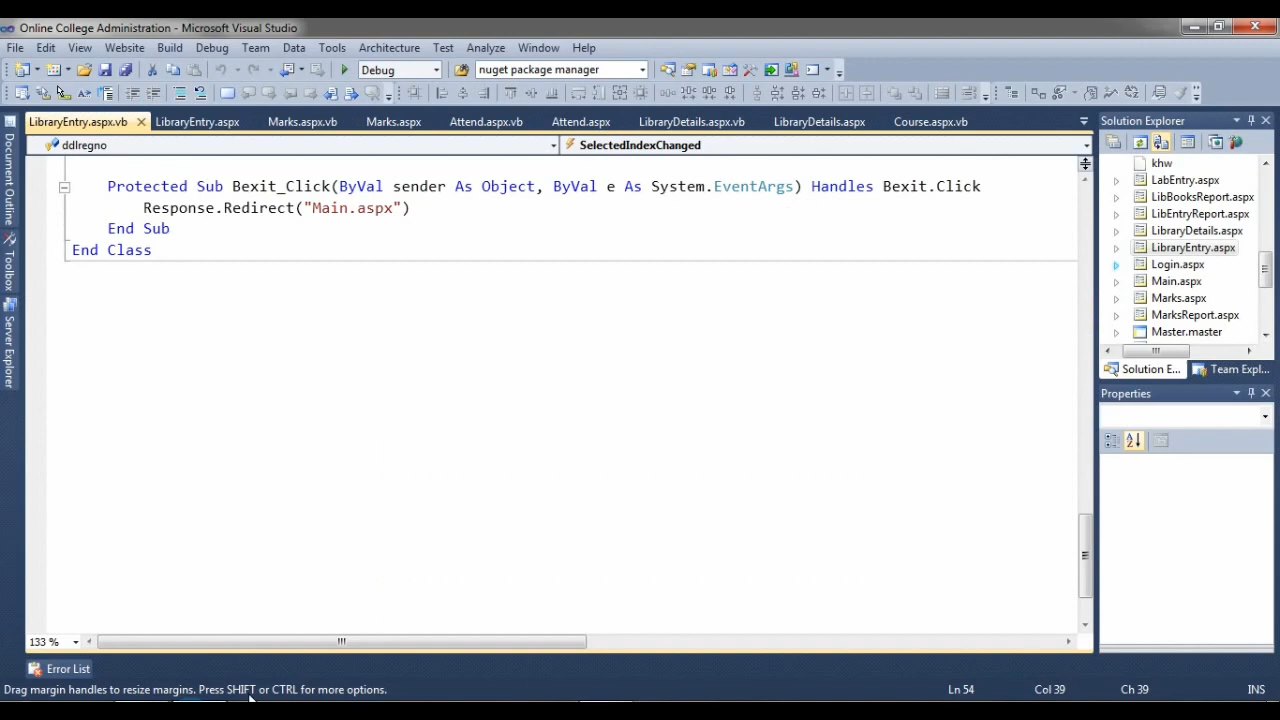 Online College Administration - Microsoft Visual Studio
File Edit View Website Build Debug Team Data Tools Architecture Test Analyze Window Help
Debug nuget package manager
LibraryEntry.aspx.vb LibraryEntry.aspx Marks.aspx.vb Marks.aspx Attend.aspx.vb Attend.aspx LibraryDetails.aspx.vb LibraryDetails.aspx Course.aspx.vb
ddlregno SelectedIndexChanged
Protected Sub Bexit_Click(ByVal sender As Object, ByVal e As System.EventArgs) Handles Bexit.Click
Response.Redirect("Main.aspx")
End Sub
End Class
Document Outline
Toolbox
Server Explorer
Solution Explorer
khw
LabEntry.aspx
LibBooksReport.aspx
LibEntryReport.aspx
LibraryDetails.aspx
LibraryEntry.aspx
Login.aspx
Main.aspx
Marks.aspx
MarksReport.aspx
Master.master
Solution E... Team Expl...
Properties
133 %
Error List
Drag margin handles to resize margins. Press SHIFT or CTRL for more options. Ln 54 Col 39 Ch 39 INS